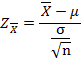 Z_X̅ = (X̅ − μ) / (σ / √n)